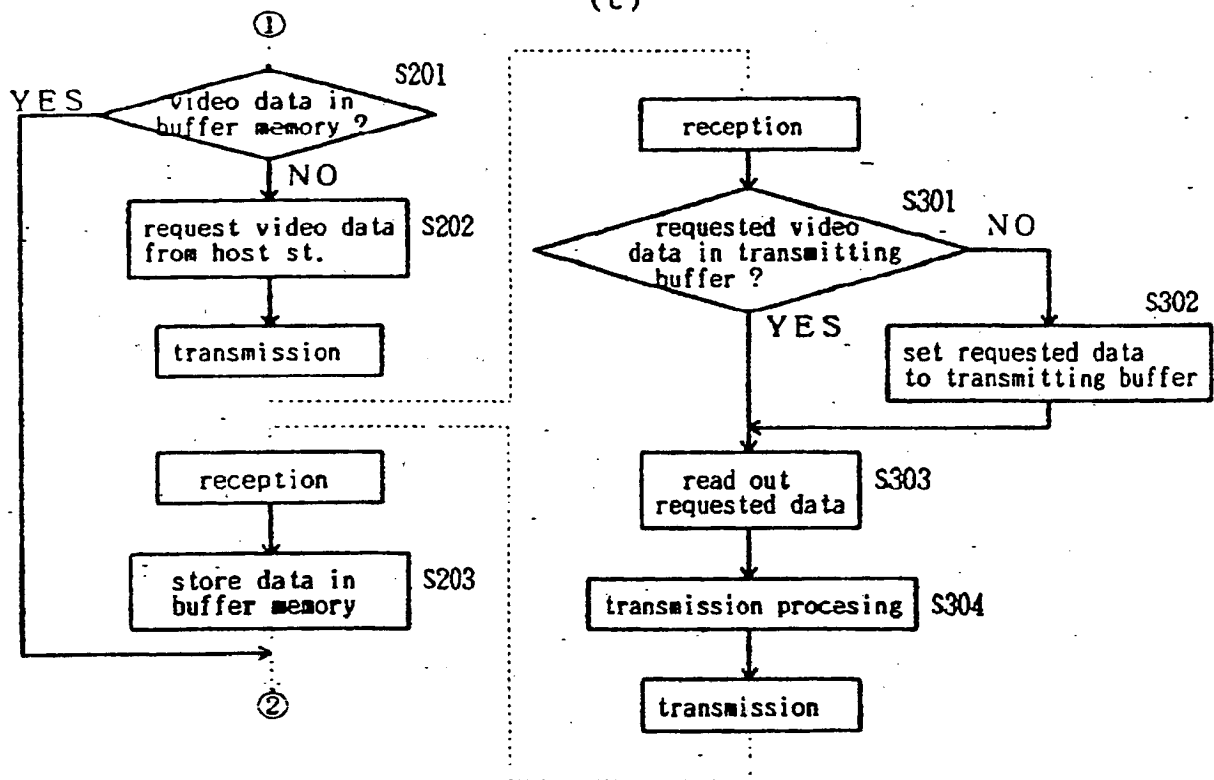 (t)
①
S201
YES
video data in
buffer memory ?
NO
request video data
from host st.
S202
transmission
reception
store data in
buffer memory
S203
②
reception
S301
requested video
data in transmitting
buffer ?
NO
YES
S302
set requested data
to transmitting buffer
read out
requested data
S303
transmission procesing
S304
transmission